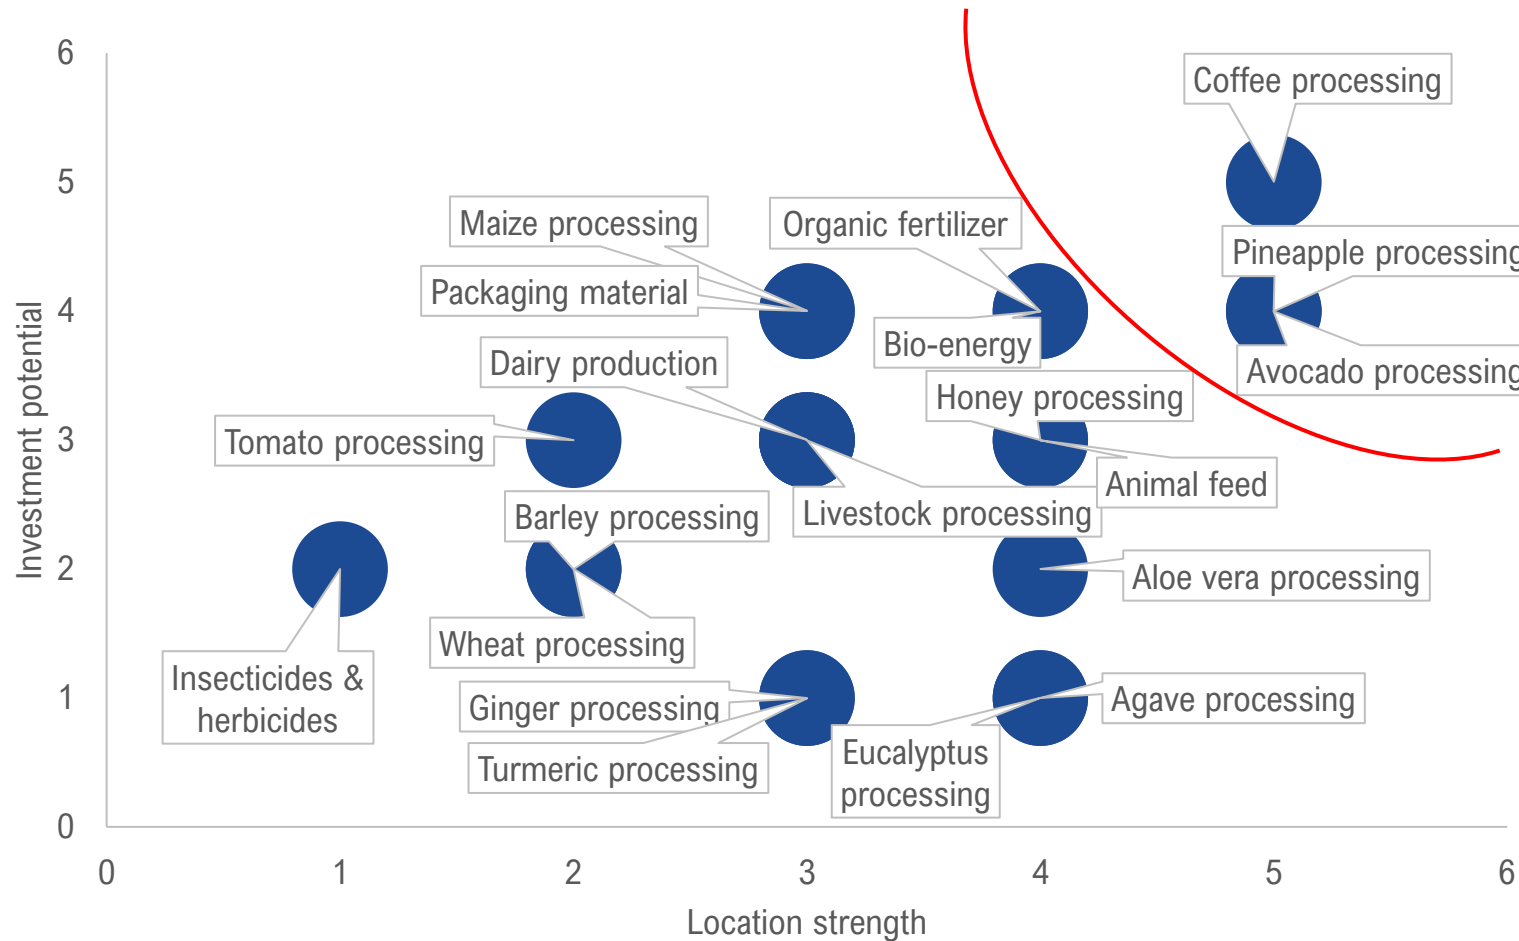 6
Coffee processing
5
Maize processing
Organic fertilizer
Pineapple processing
Packaging material
4
Bio-energy
Dairy production
Avocado processing
Honey processing
Investment potential
3
Tomato processing
Animal feed
Livestock processing
Barley processing
2
Aloe vera processing
Wheat processing
Insecticides &
herbicides
1
Ginger processing
Agave processing
Turmeric processing
Eucalyptus
processing
0
0 1 2 3 4 5 6
Location strength